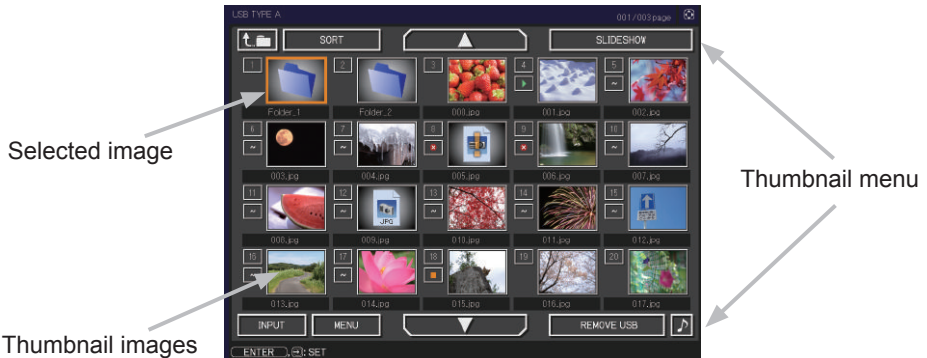 USB TYPE A 001/003 page
SORT SLIDESHOW
1 2 3 4 5
Folder_1 Folder_2 000.jpg 001.jpg 002.jpg
Selected image
6 7 8 9 10
003.jpg 004.jpg 005.jpg 006.jpg 007.jpg
Thumbnail menu
11 12 13 14 15
JPG
008.jpg 009.jpg 010.jpg 011.jpg 012.jpg
16 17 18 19 20
013.jpg 014.jpg 015.jpg 016.jpg 017.jpg
Thumbnail images
INPUT MENU REMOVE USB
ENTER , : SET